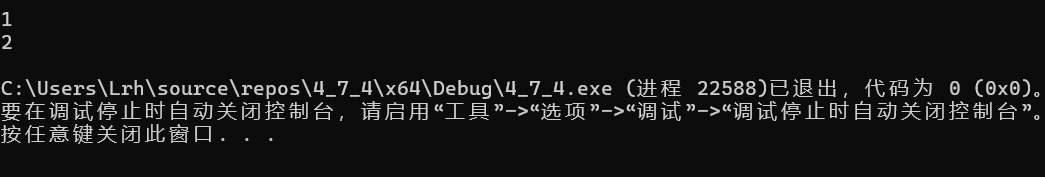 1
2
C:\Users\Lrh\source\repos\4_7_4\x64\Debug\4_7_4.exe (进程 22588)已退出，代码为 0 (0x0)。
要在调试停止时自动关闭控制台，请启用“工具”->“选项”->“调试”->“调试停止时自动关闭控制台”。
按任意键关闭此窗口. . .